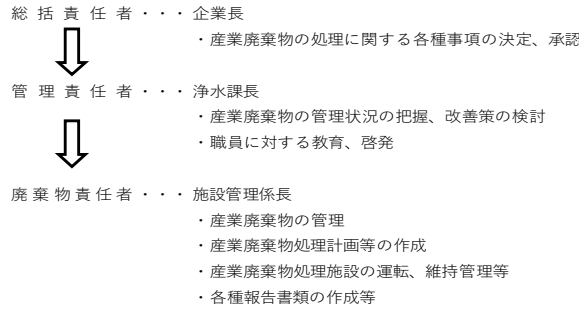 総括責任者・・・企業長
・産業廃棄物の処理に関する各種事項の決定、承認
管理責任者・・・浄水課長
・産業廃棄物の管理状況の把握、改善策の検討
・職員に対する教育、啓発
廃棄物責任者・・・施設管理係長
・産業廃棄物の管理
・産業廃棄物処理計画等の作成
・産業廃棄物処理施設の運転、維持管理等
・各種報告書類の作成等